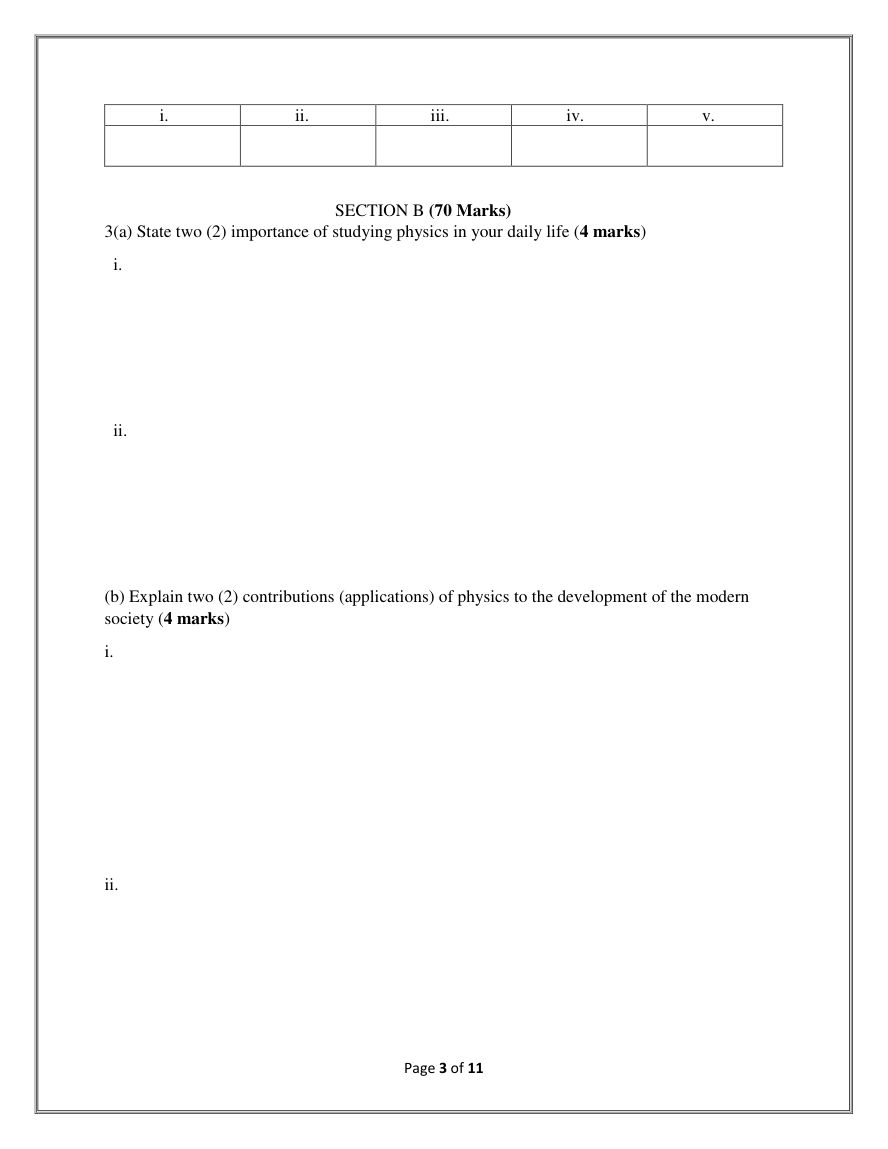 i. ii. iii. iv. v.
SECTION B (70 Marks)
3(a) State two (2) importance of studying physics in your daily life (4 marks)
i.
ii.
(b) Explain two (2) contributions (applications) of physics to the development of the modern
society (4 marks)
i.
ii.
Page 3 of 11